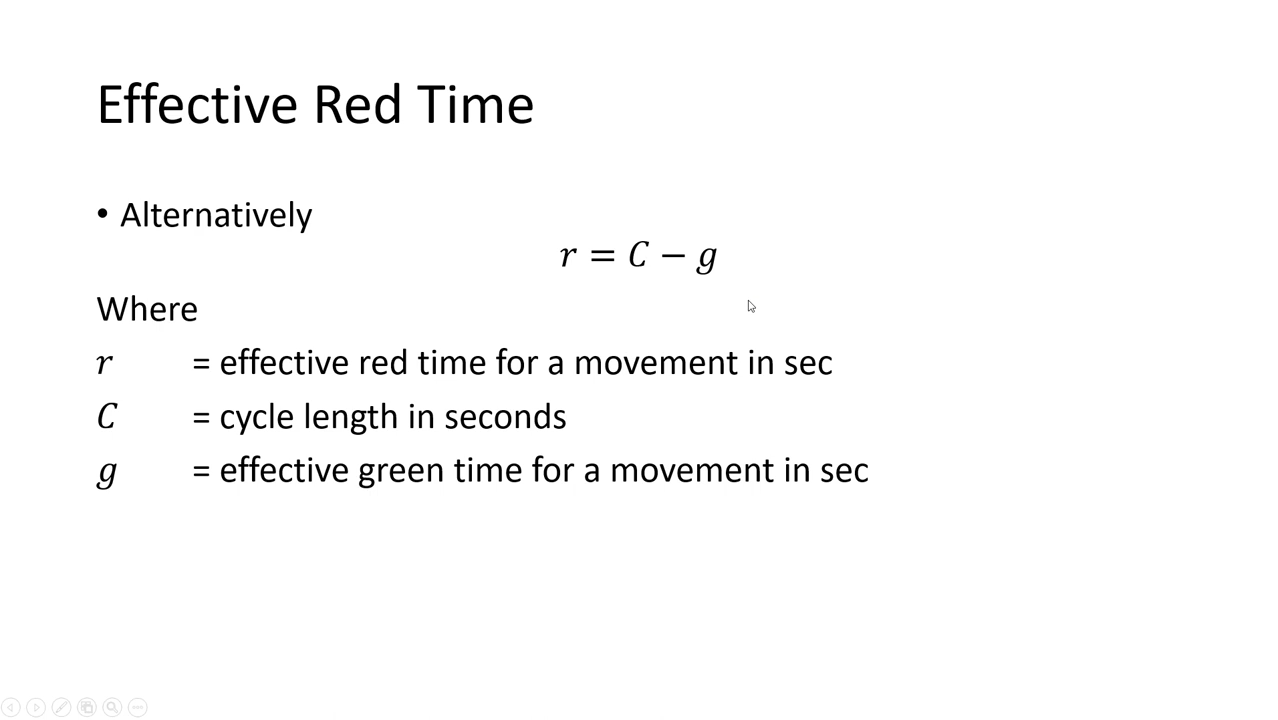 Effective Red Time
• Alternatively
r = C − g
Where
r = effective red time for a movement in sec
C = cycle length in seconds
g = effective green time for a movement in sec